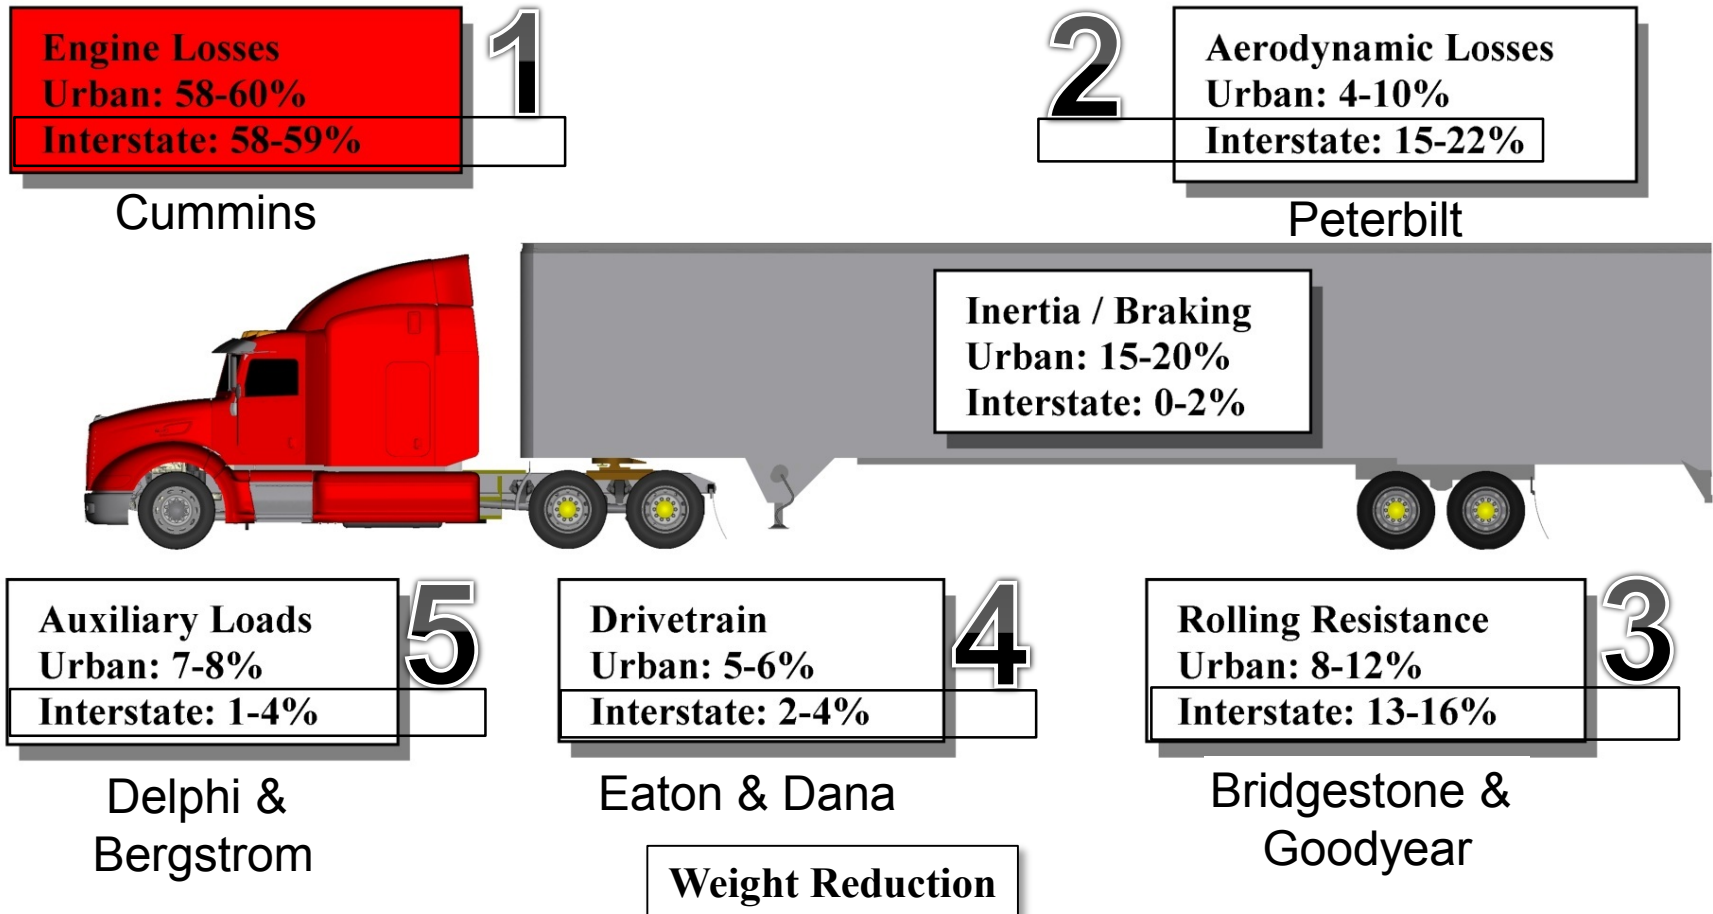 Engine Losses
Urban: 58-60%
Interstate: 58-59%
1
Cummins
2
Aerodynamic Losses
Urban: 4-10%
Interstate: 15-22%
Peterbilt
Inertia / Braking
Urban: 15-20%
Interstate: 0-2%
Auxiliary Loads
Urban: 7-8%
Interstate: 1-4%
5
Delphi &
Bergstrom
Drivetrain
Urban: 5-6%
Interstate: 2-4%
4
Eaton & Dana
Rolling Resistance
Urban: 8-12%
Interstate: 13-16%
3
Bridgestone &
Goodyear
Weight Reduction